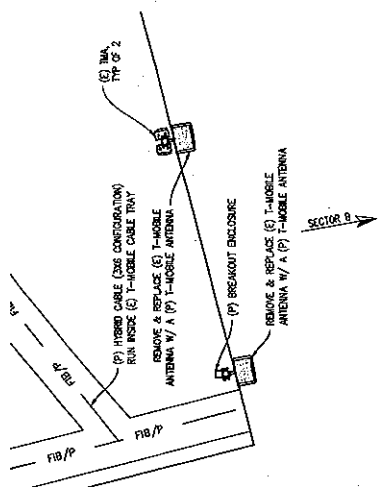 (E) TMA,
TYP OF 2
(P) HYBRID CABLE (3X6 CONFIGURATION)
RUN INSIDE (E) T-MOBILE CABLE TRAY
REMOVE & REPLACE (E) T-MOBILE
ANTENNA W/ A (P) T-MOBILE ANTENNA
(P) BREAKOUT ENCLOSURE
REMOVE & REPLACE (E) T-MOBILE
ANTENNA W/ A (P) T-MOBILE ANTENNA
SECTOR B
FIB/P
FIB/P
FIB/P